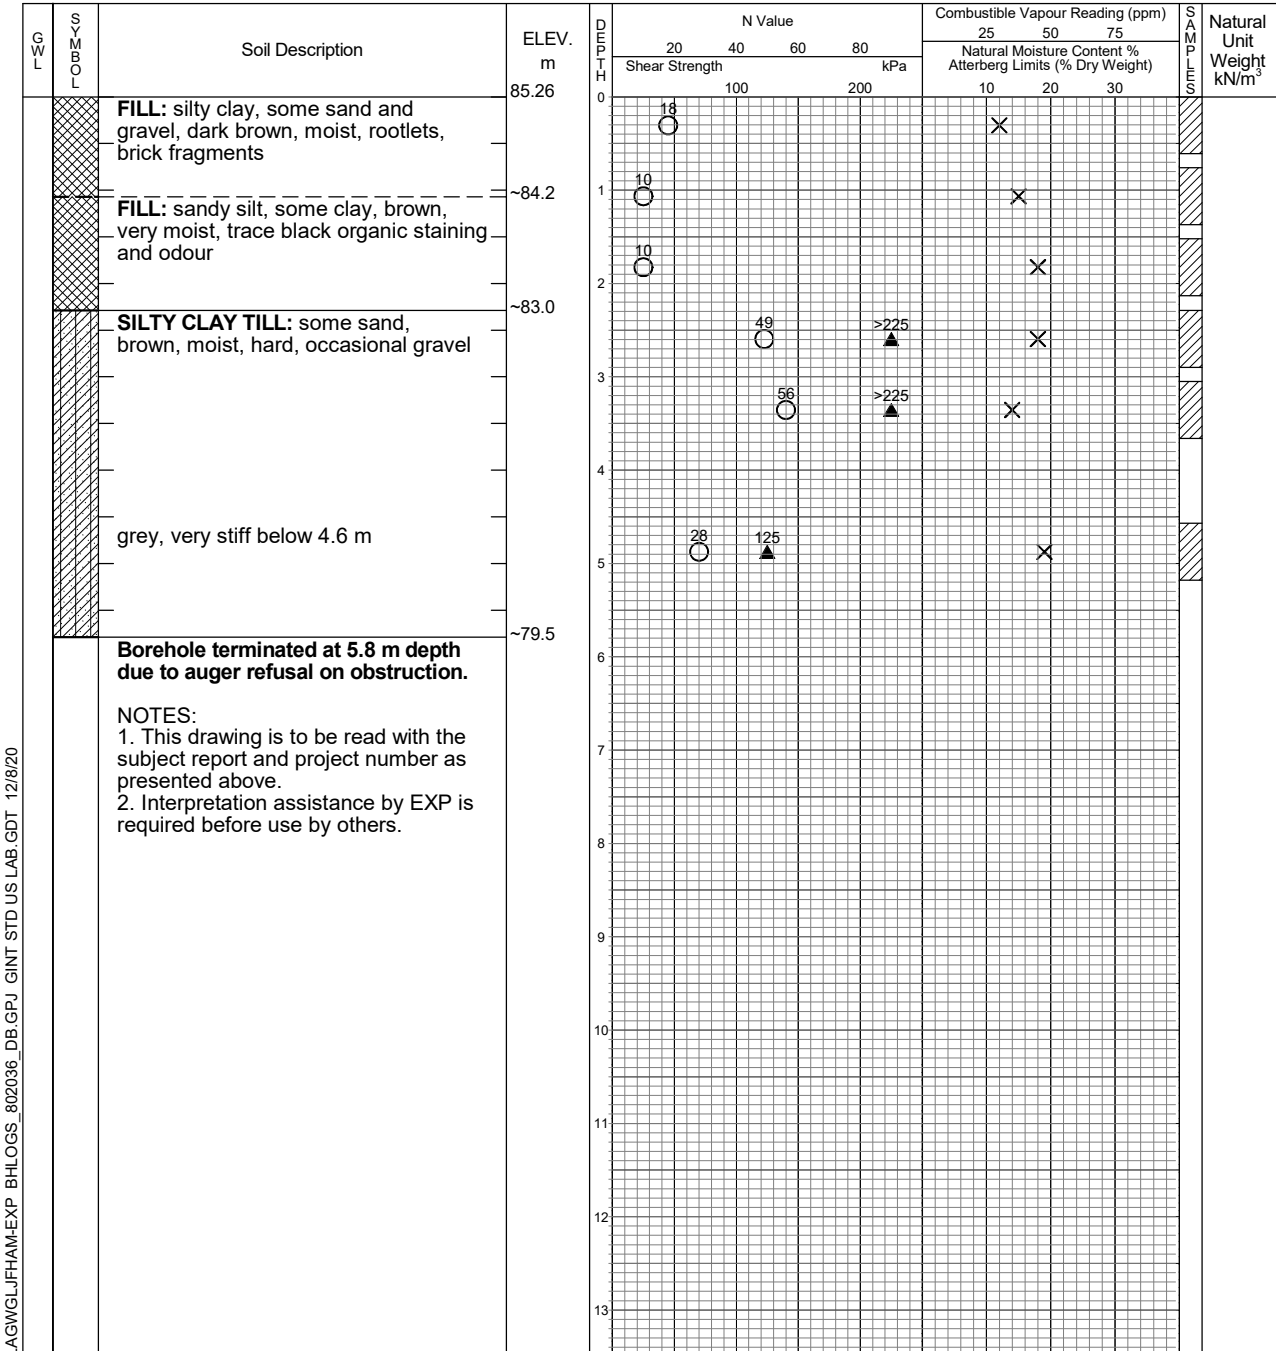 GWL
SYMBOL
Soil Description
ELEV.
m
DEPTH
N Value
20 40 60 80
Shear Strength kPa
100 200
Combustible Vapour Reading (ppm)
25 50 75
Natural Moisture Content %
Atterberg Limits (% Dry Weight)
10 20 30
SAMPLES
Natural
Unit
Weight
kN/m³
85.26
0
FILL: silty clay, some sand and
gravel, dark brown, moist, rootlets,
brick fragments
18
~84.2
1
10
FILL: sandy silt, some clay, brown,
very moist, trace black organic staining
and odour
10
2
~83.0
SILTY CLAY TILL: some sand,
brown, moist, hard, occasional gravel
49 >225
3
56 >225
4
grey, very stiff below 4.6 m
28 125
5
~79.5
Borehole terminated at 5.8 m depth
due to auger refusal on obstruction.
6
NOTES:
1. This drawing is to be read with the
subject report and project number as
presented above.
2. Interpretation assistance by EXP is
required before use by others.
7
8
9
10
11
12
13
AGWGLJFHAM-EXP BHLOGS_802036_DB.GPJ GINT STD US LAB.GDT 12/8/20